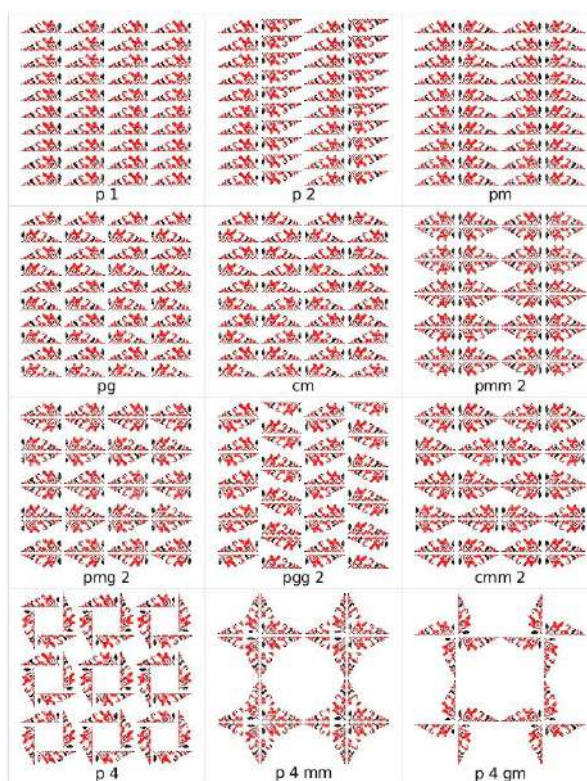 p 1
p 2
pm
pg
cm
pmm 2
pmg 2
pgg 2
cmm 2
p 4
p 4 mm
p 4 gm